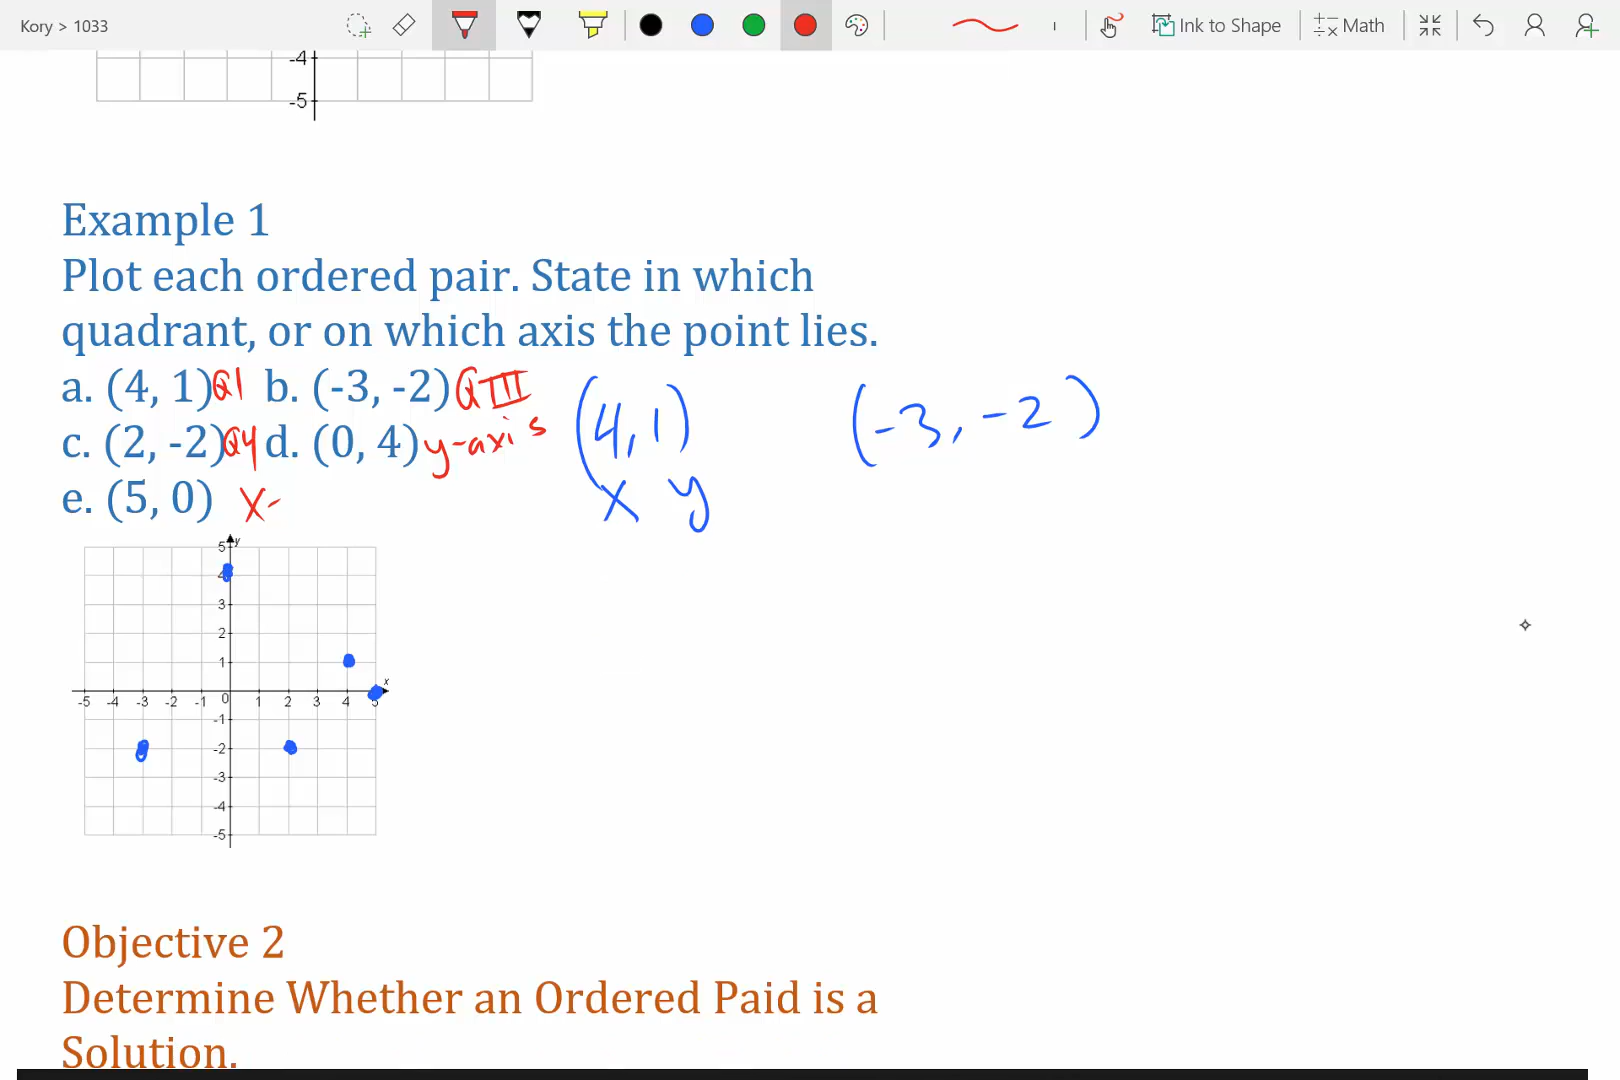 Kory > 1033
Ink to Shape
Math
-4
-5
Example 1
Plot each ordered pair. State in which
quadrant, or on which axis the point lies.
a. (4, 1) Q1 b. (-3, -2) QIII
(4, 1)
(-3, -2)
c. (2, -2) Q4 d. (0, 4) y-axis
x y
e. (5, 0) x-
5 y
4
3
2
1
x
-5 -4 -3 -2 -1 0 1 2 3 4 5
-1
-2
-3
-4
-5
Objective 2
Determine Whether an Ordered Paid is a
Solution.